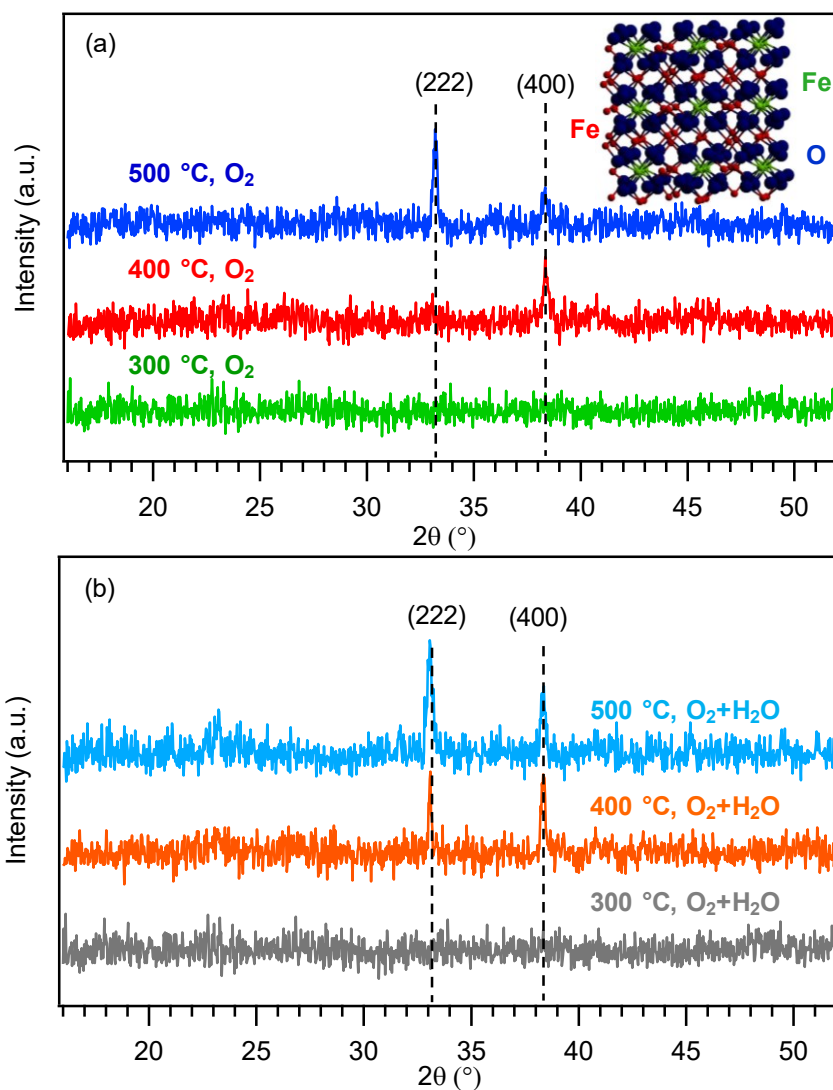 (a)
(222)
(400)
Fe
Fe
O
500 °C, O₂
400 °C, O₂
300 °C, O₂
Intensity (a.u.)
20 25 30 35 40 45 50
2θ (°)
(b)
(222)
(400)
500 °C, O₂+H₂O
400 °C, O₂+H₂O
300 °C, O₂+H₂O
Intensity (a.u.)
20 25 30 35 40 45 50
2θ (°)